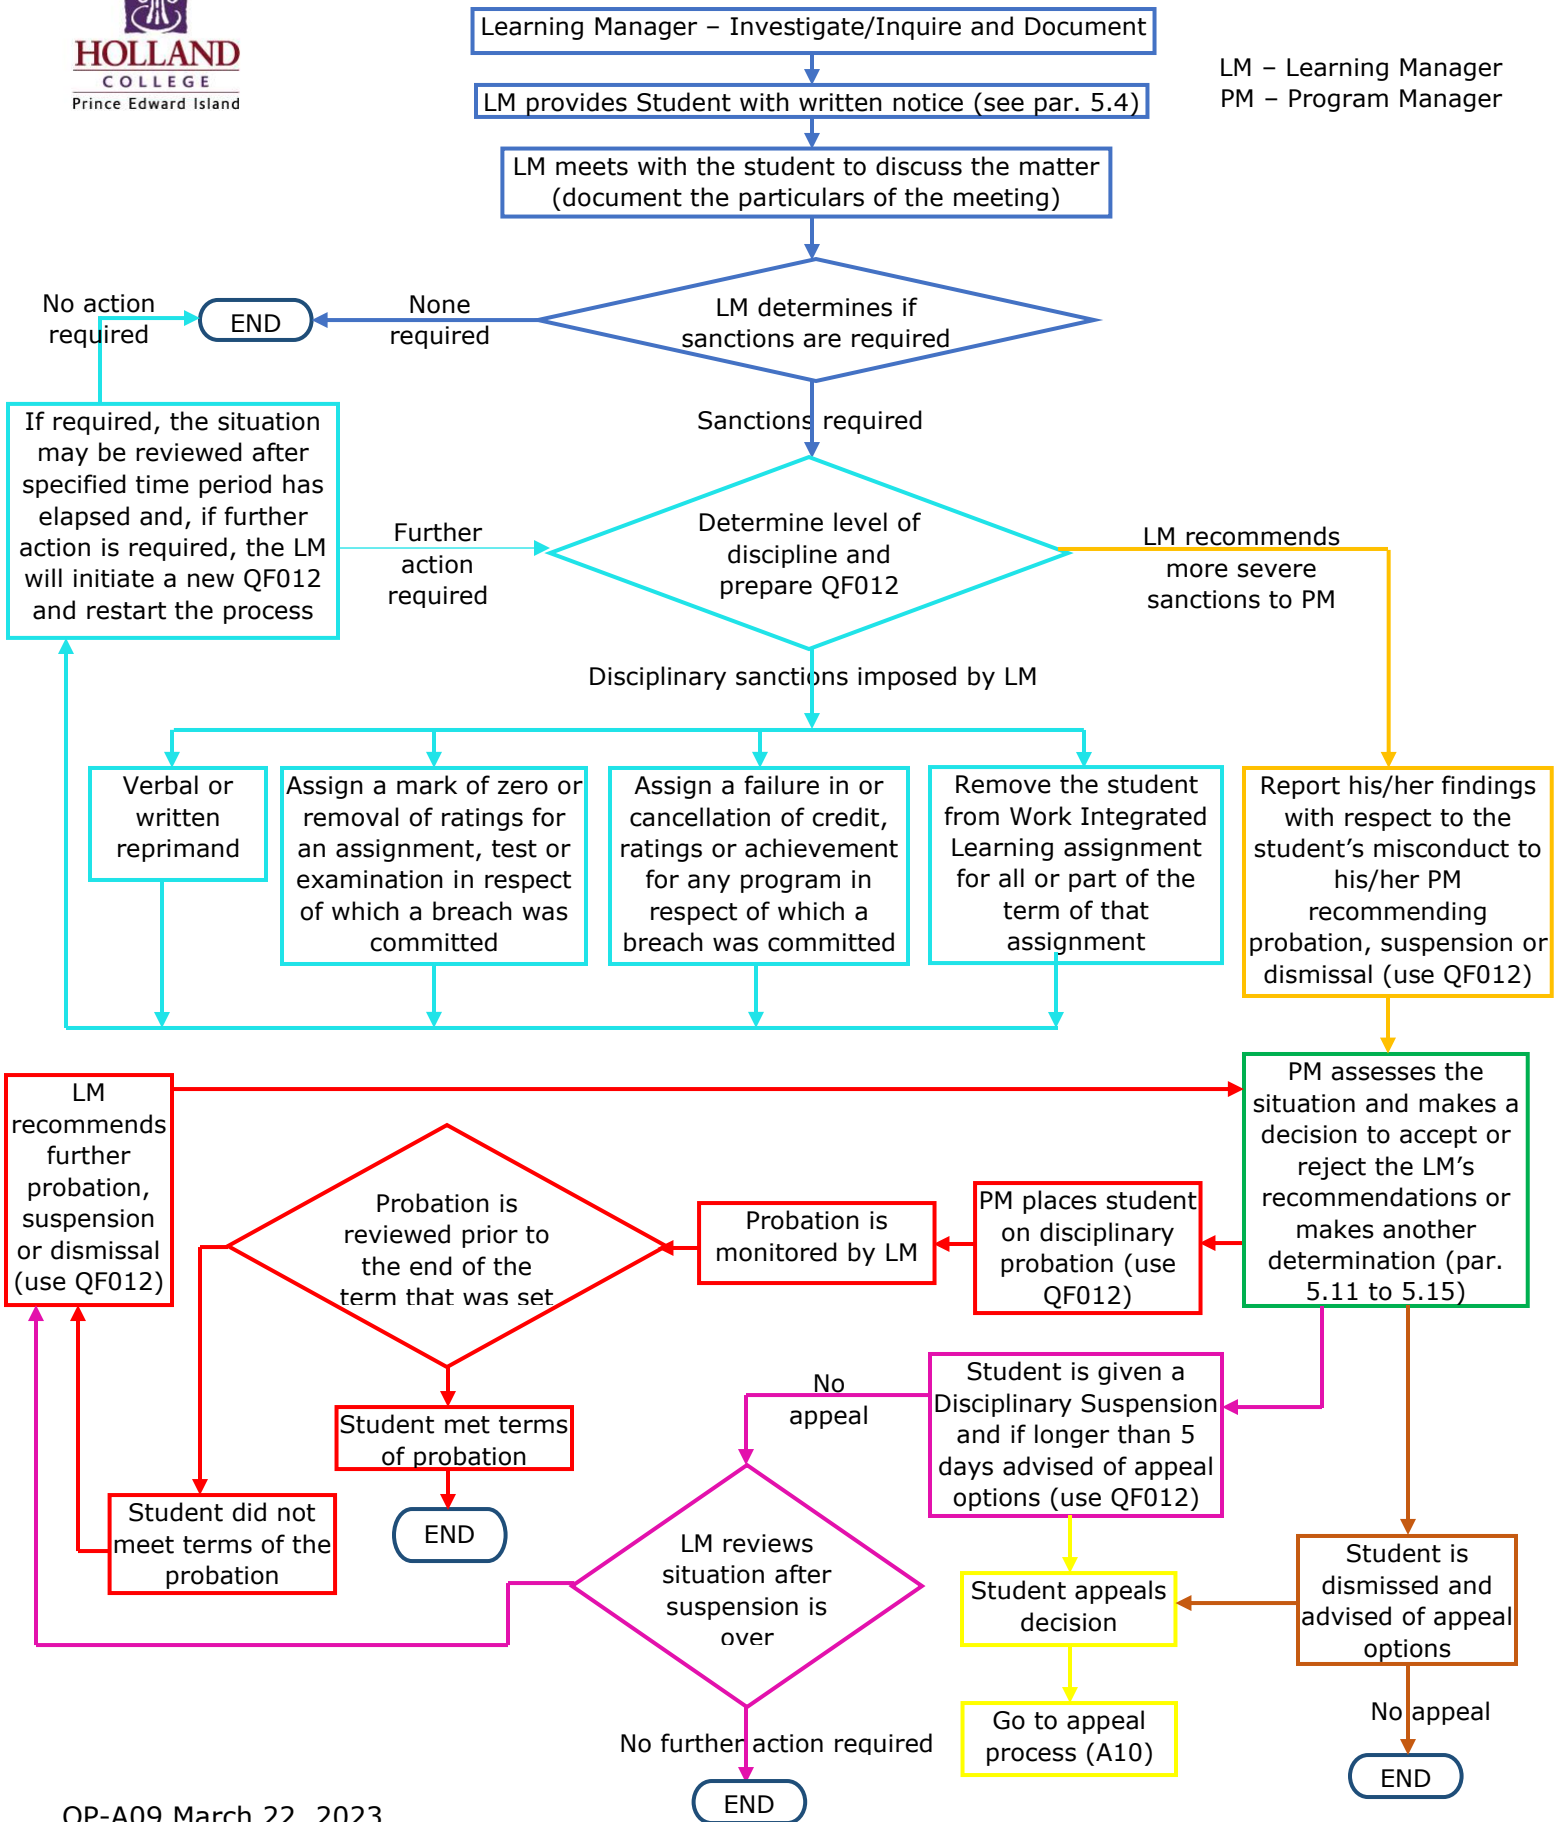 HOLLAND
COLLEGE
Prince Edward Island
Learning Manager – Investigate/Inquire and Document
LM – Learning Manager
PM – Program Manager
LM provides Student with written notice (see par. 5.4)
LM meets with the student to discuss the matter
(document the particulars of the meeting)
LM determines if
sanctions are required
None
required
END
No action
required
Sanctions required
If required, the situation
may be reviewed after
specified time period has
elapsed and, if further
action is required, the LM
will initiate a new QF012
and restart the process
Further
action
required
Determine level of
discipline and
prepare QF012
LM recommends
more severe
sanctions to PM
Disciplinary sanctions imposed by LM
Verbal or
written
reprimand
Assign a mark of zero or
removal of ratings for
an assignment, test or
examination in respect
of which a breach was
committed
Assign a failure in or
cancellation of credit,
ratings or achievement
for any program in
respect of which a
breach was committed
Remove the student
from Work Integrated
Learning assignment
for all or part of the
term of that
assignment
Report his/her findings
with respect to the
student’s misconduct to
his/her PM
recommending
probation, suspension or
dismissal (use QF012)
PM assesses the
situation and makes a
decision to accept or
reject the LM’s
recommendations or
makes another
determination (par.
5.11 to 5.15)
PM places student
on disciplinary
probation (use
QF012)
Probation is
monitored by LM
Probation is
reviewed prior to
the end of the
term that was set
LM
recommends
further
probation,
suspension
or dismissal
(use QF012)
Student met terms
of probation
END
Student did not
meet terms of the
probation
Student is given a
Disciplinary Suspension
and if longer than 5
days advised of appeal
options (use QF012)
No
appeal
LM reviews
situation after
suspension is
over
Student appeals
decision
Student is
dismissed and
advised of appeal
options
Go to appeal
process (A10)
No appeal
END
No further action required
END
OP-A09 March 22, 2023